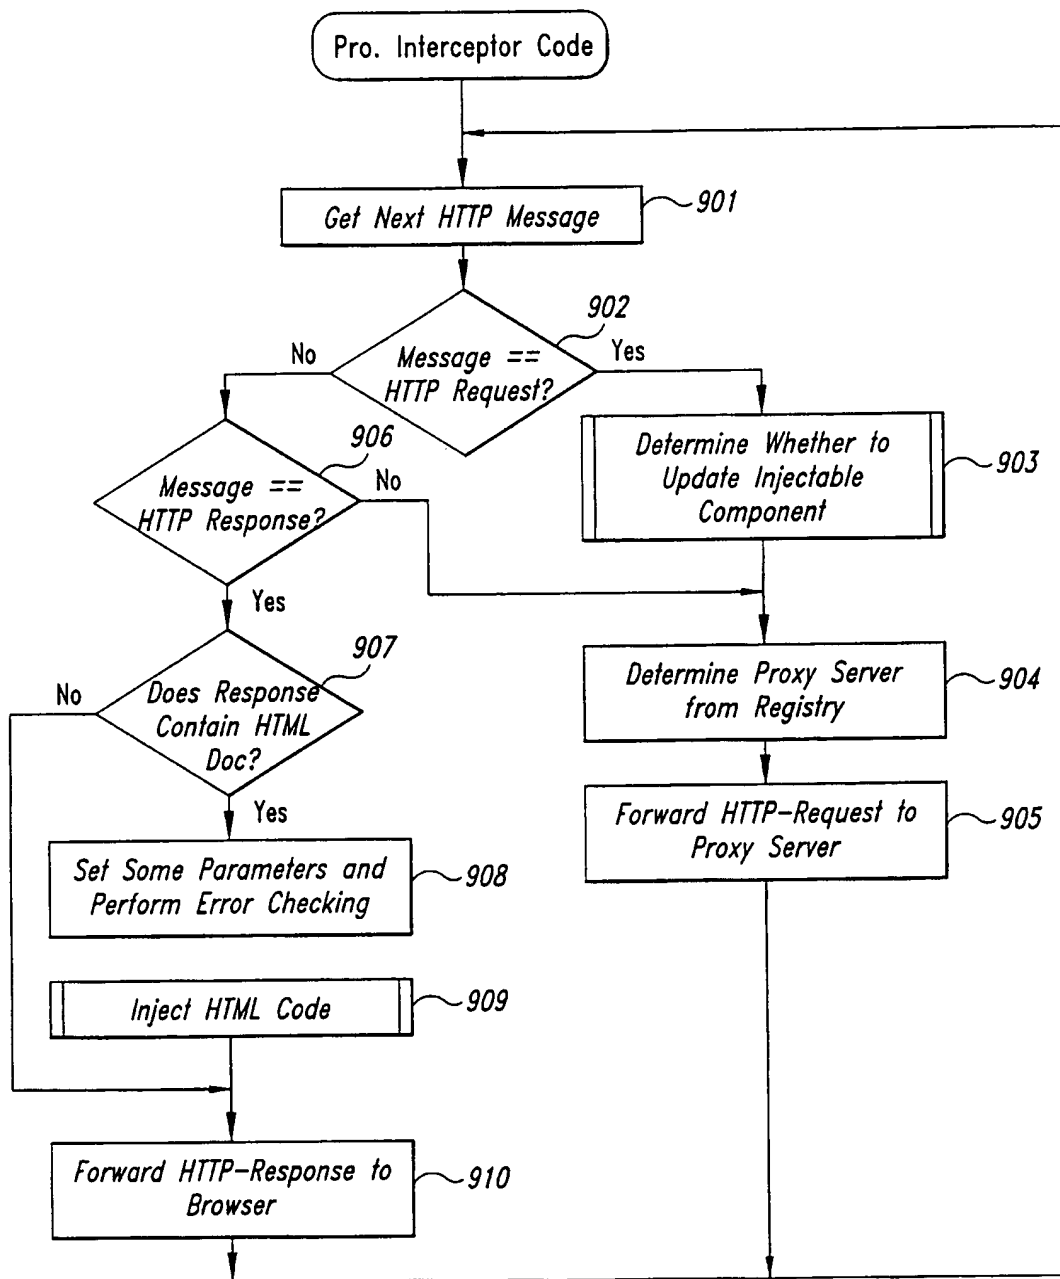 Pro. Interceptor Code
Get Next HTTP Message
901
902
Message ==
HTTP Request?
No
Yes
906
Message ==
HTTP Response?
No
Yes
Determine Whether to
Update Injectable
Component
903
907
Does Response
Contain HTML
Doc?
No
Yes
Determine Proxy Server
from Registry
904
Forward HTTP-Request to
Proxy Server
905
Set Some Parameters and
Perform Error Checking
908
Inject HTML Code
909
Forward HTTP-Response to
Browser
910